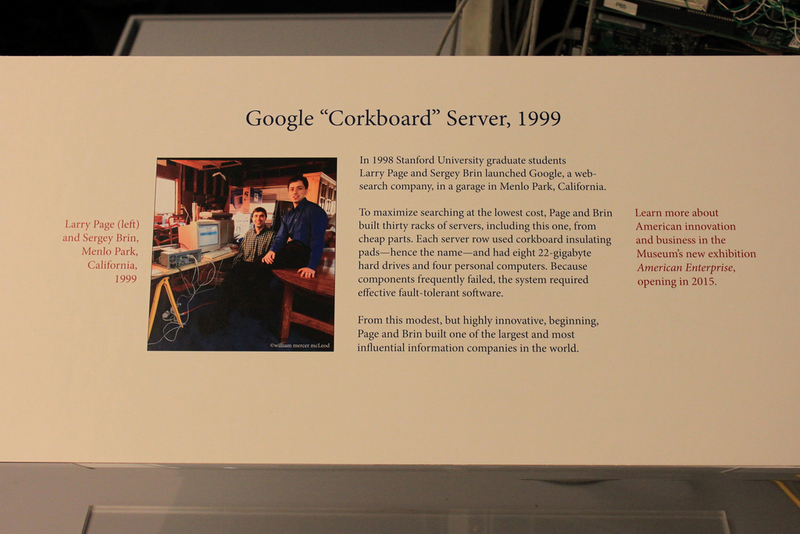 Google “Corkboard” Server, 1999
Larry Page (left)
and Sergey Brin,
Menlo Park,
California,
1999
©william mercer mcLeod
In 1998 Stanford University graduate students
Larry Page and Sergey Brin launched Google, a web-
search company, in a garage in Menlo Park, California.
To maximize searching at the lowest cost, Page and Brin
built thirty racks of servers, including this one, from
cheap parts. Each server row used corkboard insulating
pads—hence the name—and had eight 22-gigabyte
hard drives and four personal computers. Because
components frequently failed, the system required
effective fault-tolerant software.
From this modest, but highly innovative, beginning,
Page and Brin built one of the largest and most
influential information companies in the world.
Learn more about
American innovation
and business in the
Museum’s new exhibition
American Enterprise,
opening in 2015.